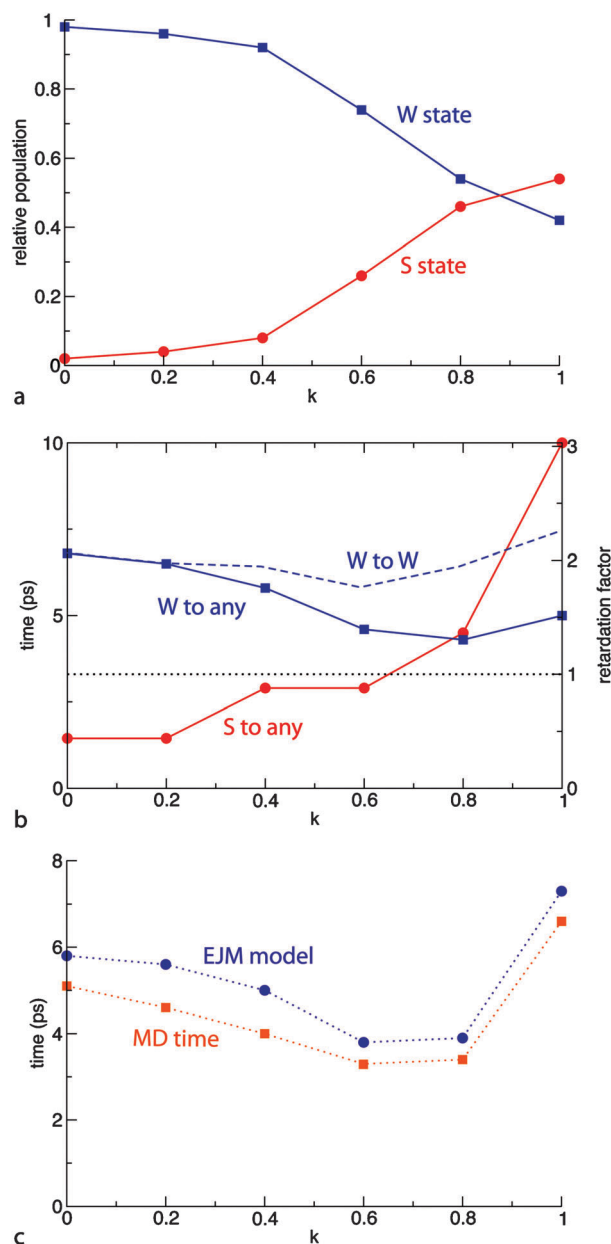 1
0.8
0.6
0.4
0.2
0
relative population
W state
S state
0 0.2 0.4 0.6 0.8 1
k
a
10
5
0
time (ps)
3
2
1
0
retardation factor
W to W
W to any
S to any
0 0.2 0.4 0.6 0.8 1
k
b
8
6
4
2
0
time (ps)
EJM model
MD time
0 0.2 0.4 0.6 0.8 1
k
c